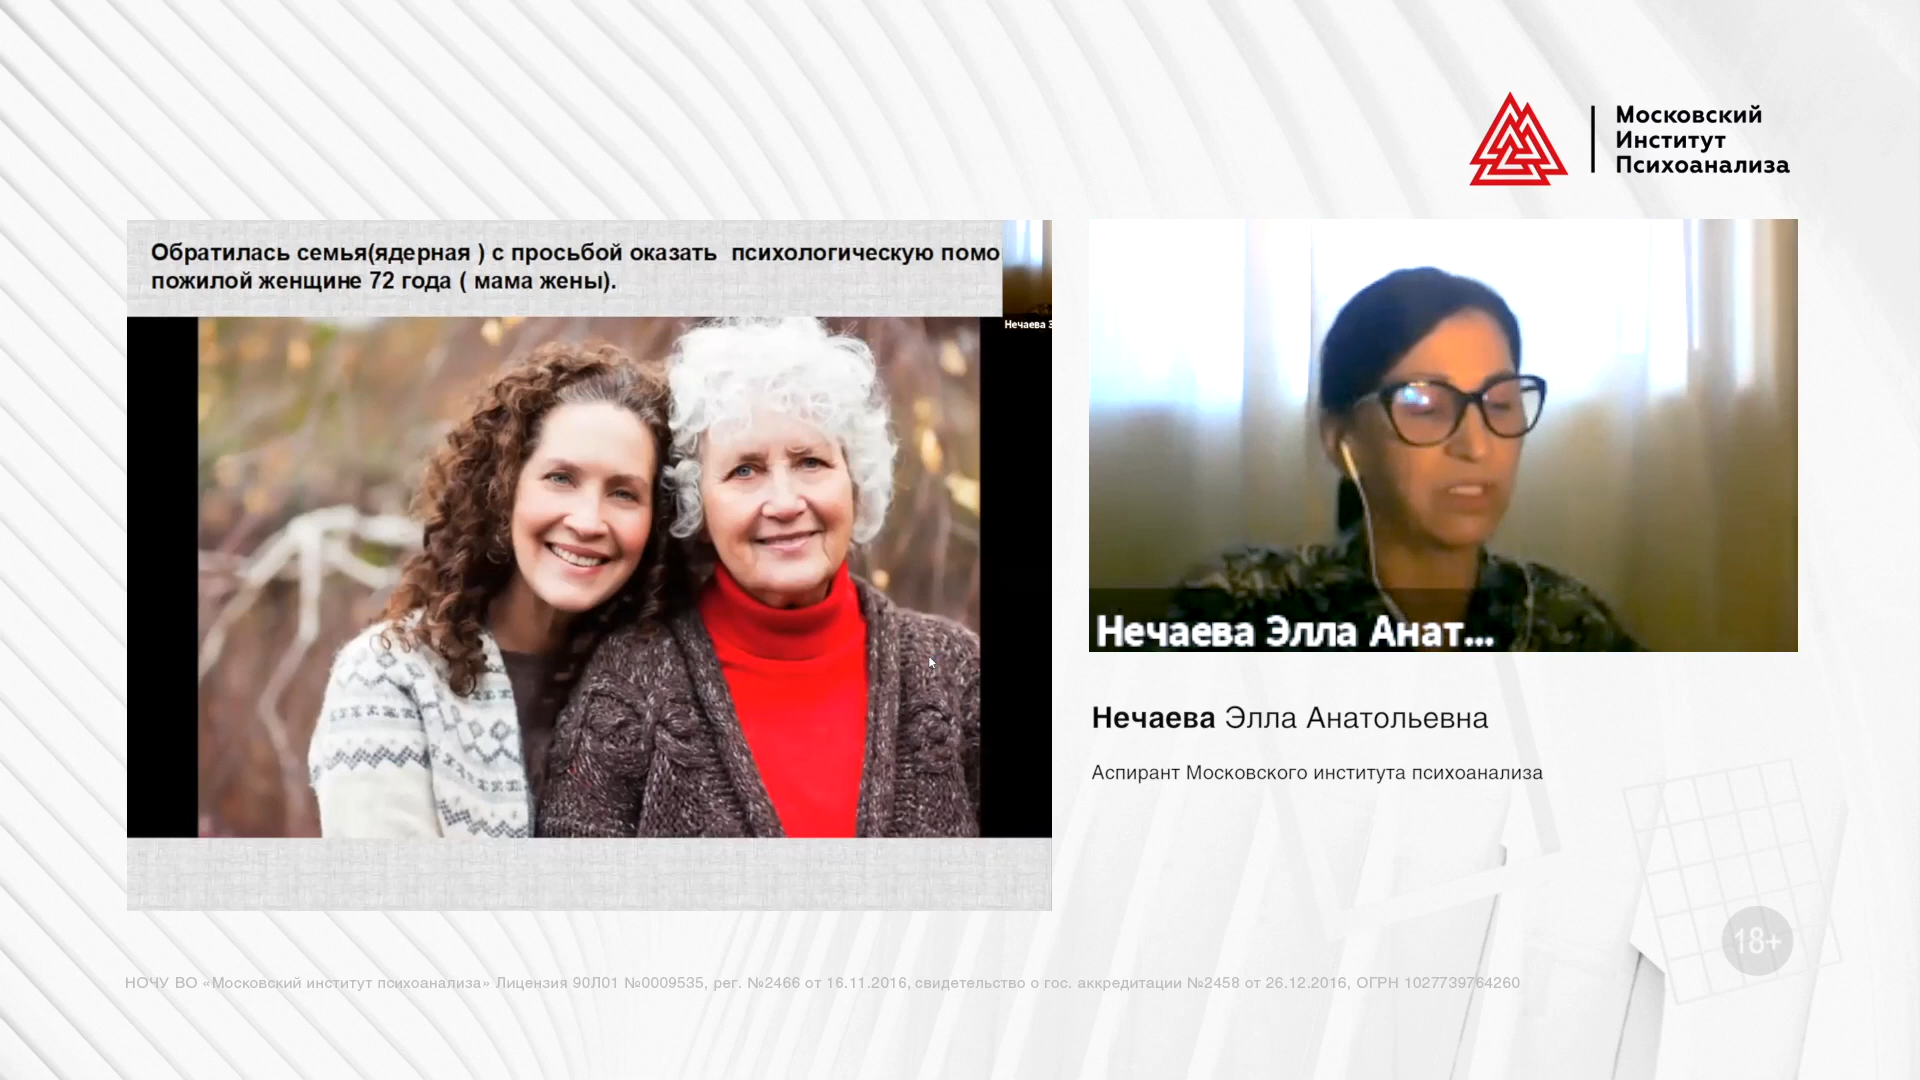 Московский
Институт
Психоанализа
Обратилась семья(ядерная ) с просьбой оказать психологическую помо
пожилой женщине 72 года ( мама жены).
Нечаева Э
Нечаева Элла Анат...
Нечаева Элла Анатольевна
Аспирант Московского института психоанализа
18+
НОЧУ ВО «Московский институт психоанализа» Лицензия 90Л01 №0009535, рег. №2466 от 16.11.2016, свидетельство о гос. аккредитации №2458 от 26.12.2016, ОГРН 1027739764260